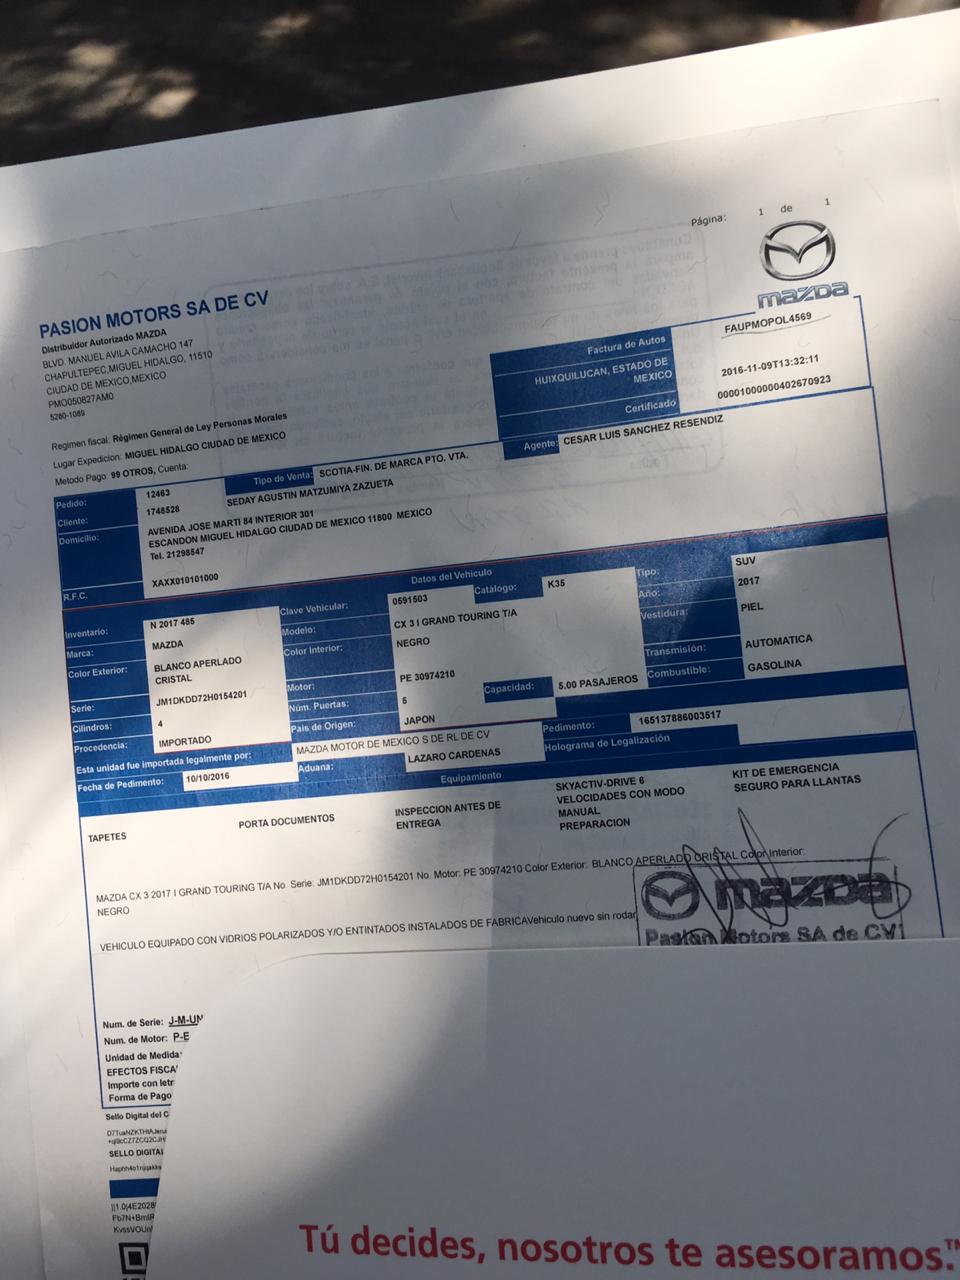 Página: 1 de 1
mazda
PASION MOTORS SA DE CV
Distribuidor Autorizado MAZDA
BLVD. MANUEL AVILA CAMACHO 147
CHAPULTEPEC,MIGUEL HIDALGO, 11510
CIUDAD DE MEXICO,MEXICO
PMO050827AM0
5260-1089
Factura de Autos FAUPMOPOL4569
HUIXQUILUCAN, ESTADO DE MEXICO 2016-11-09T13:32:11
Certificado 00001000000402670923
Regimen fiscal: Régimen General de Ley Personas Morales
Lugar Expedicion: MIGUEL HIDALGO CIUDAD DE MEXICO
Metodo Pago: 99 OTROS, Cuenta:
Pedido: 12463 Tipo de Venta: SCOTIA-FIN. DE MARCA PTO. VTA. Agente: CESAR LUIS SANCHEZ RESENDIZ
Cliente: 1748528 SEDAY AGUSTIN MATZUMIYA ZAZUETA
Domicilio: AVENIDA JOSE MARTI 84 INTERIOR 301
ESCANDON MIGUEL HIDALGO CIUDAD DE MEXICO 11800 MEXICO
Tel. 21298547
R.F.C. XAXX010101000
Datos del Vehículo
Inventario: N 2017 485 Clave Vehicular: 0591503 Catálogo: K35 Tipo: SUV
Marca: MAZDA Modelo: CX 3 I GRAND TOURING T/A Año: 2017
Color Exterior: BLANCO APERLADO CRISTAL Color Interior: NEGRO Vestidura: PIEL
Serie: JM1DKDD72H0154201 Motor: PE 30974210 Transmisión: AUTOMATICA
Cilindros: 4 Núm. Puertas: 5 Capacidad: 5.00 PASAJEROS Combustible: GASOLINA
Procedencia: IMPORTADO Pais de Origen: JAPON
Esta unidad fue importada legalmente por: MAZDA MOTOR DE MEXICO S DE RL DE CV Pedimento: 165137886003517
Fecha de Pedimento: 10/10/2016 Aduana: LAZARO CARDENAS Holograma de Legalización
Equipamiento
TAPETES
PORTA DOCUMENTOS
INSPECCION ANTES DE
ENTREGA
SKYACTIV-DRIVE 6
VELOCIDADES CON MODO
MANUAL
PREPARACION
KIT DE EMERGENCIA
SEGURO PARA LLANTAS
MAZDA CX 3 2017 I GRAND TOURING T/A No. Serie: JM1DKDD72H0154201 No. Motor: PE 30974210 Color Exterior: BLANCO APERLADO CRISTAL Color Interior:
NEGRO
VEHICULO EQUIPADO CON VIDRIOS POLARIZADOS Y/O ENTINTADOS INSTALADOS DE FABRICAVehiculo nuevo sin rodar
mazda
Pasion Motors SA de CV
Num. de Serie: J-M-UN
Num. de Motor: P-E
Unidad de Medida:
EFECTOS FISCA
Importe con letr
Forma de Pago
Sello Digital del C
SELLO DIGITAL
||1.0|4E2028
Tú decides, nosotros te asesoramos.™